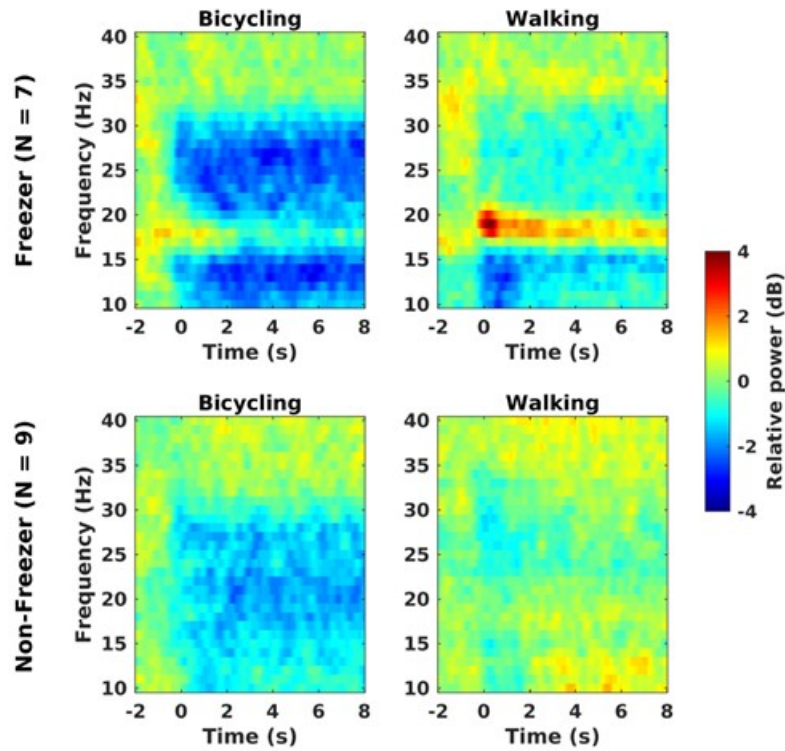 Bicycling
Walking
Freezer (N = 7)
Frequency (Hz)
40
35
30
25
20
15
10
-2 0 2 4 6 8
Time (s)
40
35
30
25
20
15
10
-2 0 2 4 6 8
Time (s)
Bicycling
Walking
Non-Freezer (N = 9)
Frequency (Hz)
40
35
30
25
20
15
10
-2 0 2 4 6 8
Time (s)
40
35
30
25
20
15
10
-2 0 2 4 6 8
Time (s)
4
2
0
-2
-4
Relative power (dB)